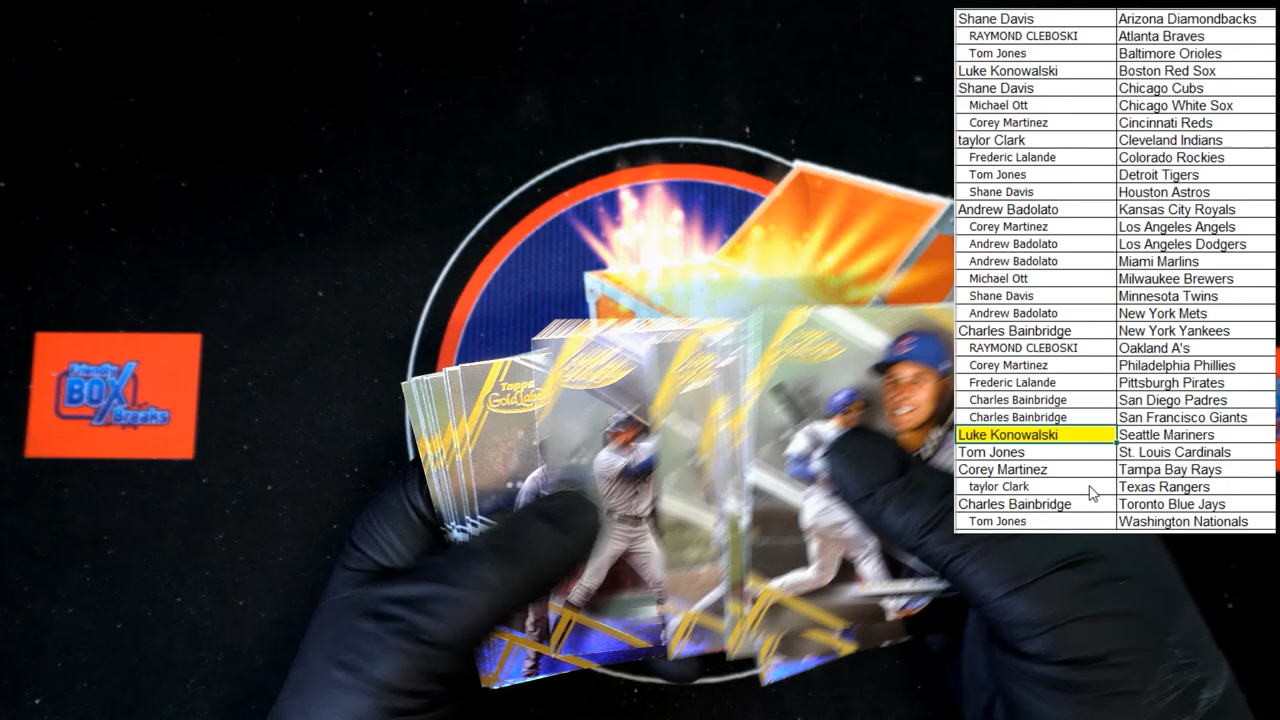 Shane Davis Arizona Diamondbacks
RAYMOND CLEBOSKI Atlanta Braves
Tom Jones Baltimore Orioles
Luke Konowalski Boston Red Sox
Shane Davis Chicago Cubs
Michael Ott Chicago White Sox
Corey Martinez Cincinnati Reds
taylor Clark Cleveland Indians
Frederic Lalande Colorado Rockies
Tom Jones Detroit Tigers
Shane Davis Houston Astros
Andrew Badolato Kansas City Royals
Corey Martinez Los Angeles Angels
Andrew Badolato Los Angeles Dodgers
Andrew Badolato Miami Marlins
Michael Ott Milwaukee Brewers
Shane Davis Minnesota Twins
Andrew Badolato New York Mets
Charles Bainbridge New York Yankees
RAYMOND CLEBOSKI Oakland A's
Corey Martinez Philadelphia Phillies
Frederic Lalande Pittsburgh Pirates
Charles Bainbridge San Diego Padres
Charles Bainbridge San Francisco Giants
Luke Konowalski Seattle Mariners
Tom Jones St. Louis Cardinals
Corey Martinez Tampa Bay Rays
taylor Clark Texas Rangers
Charles Bainbridge Toronto Blue Jays
Tom Jones Washington Nationals
Friendly
BOX
Breaks
Topps
Gold Label